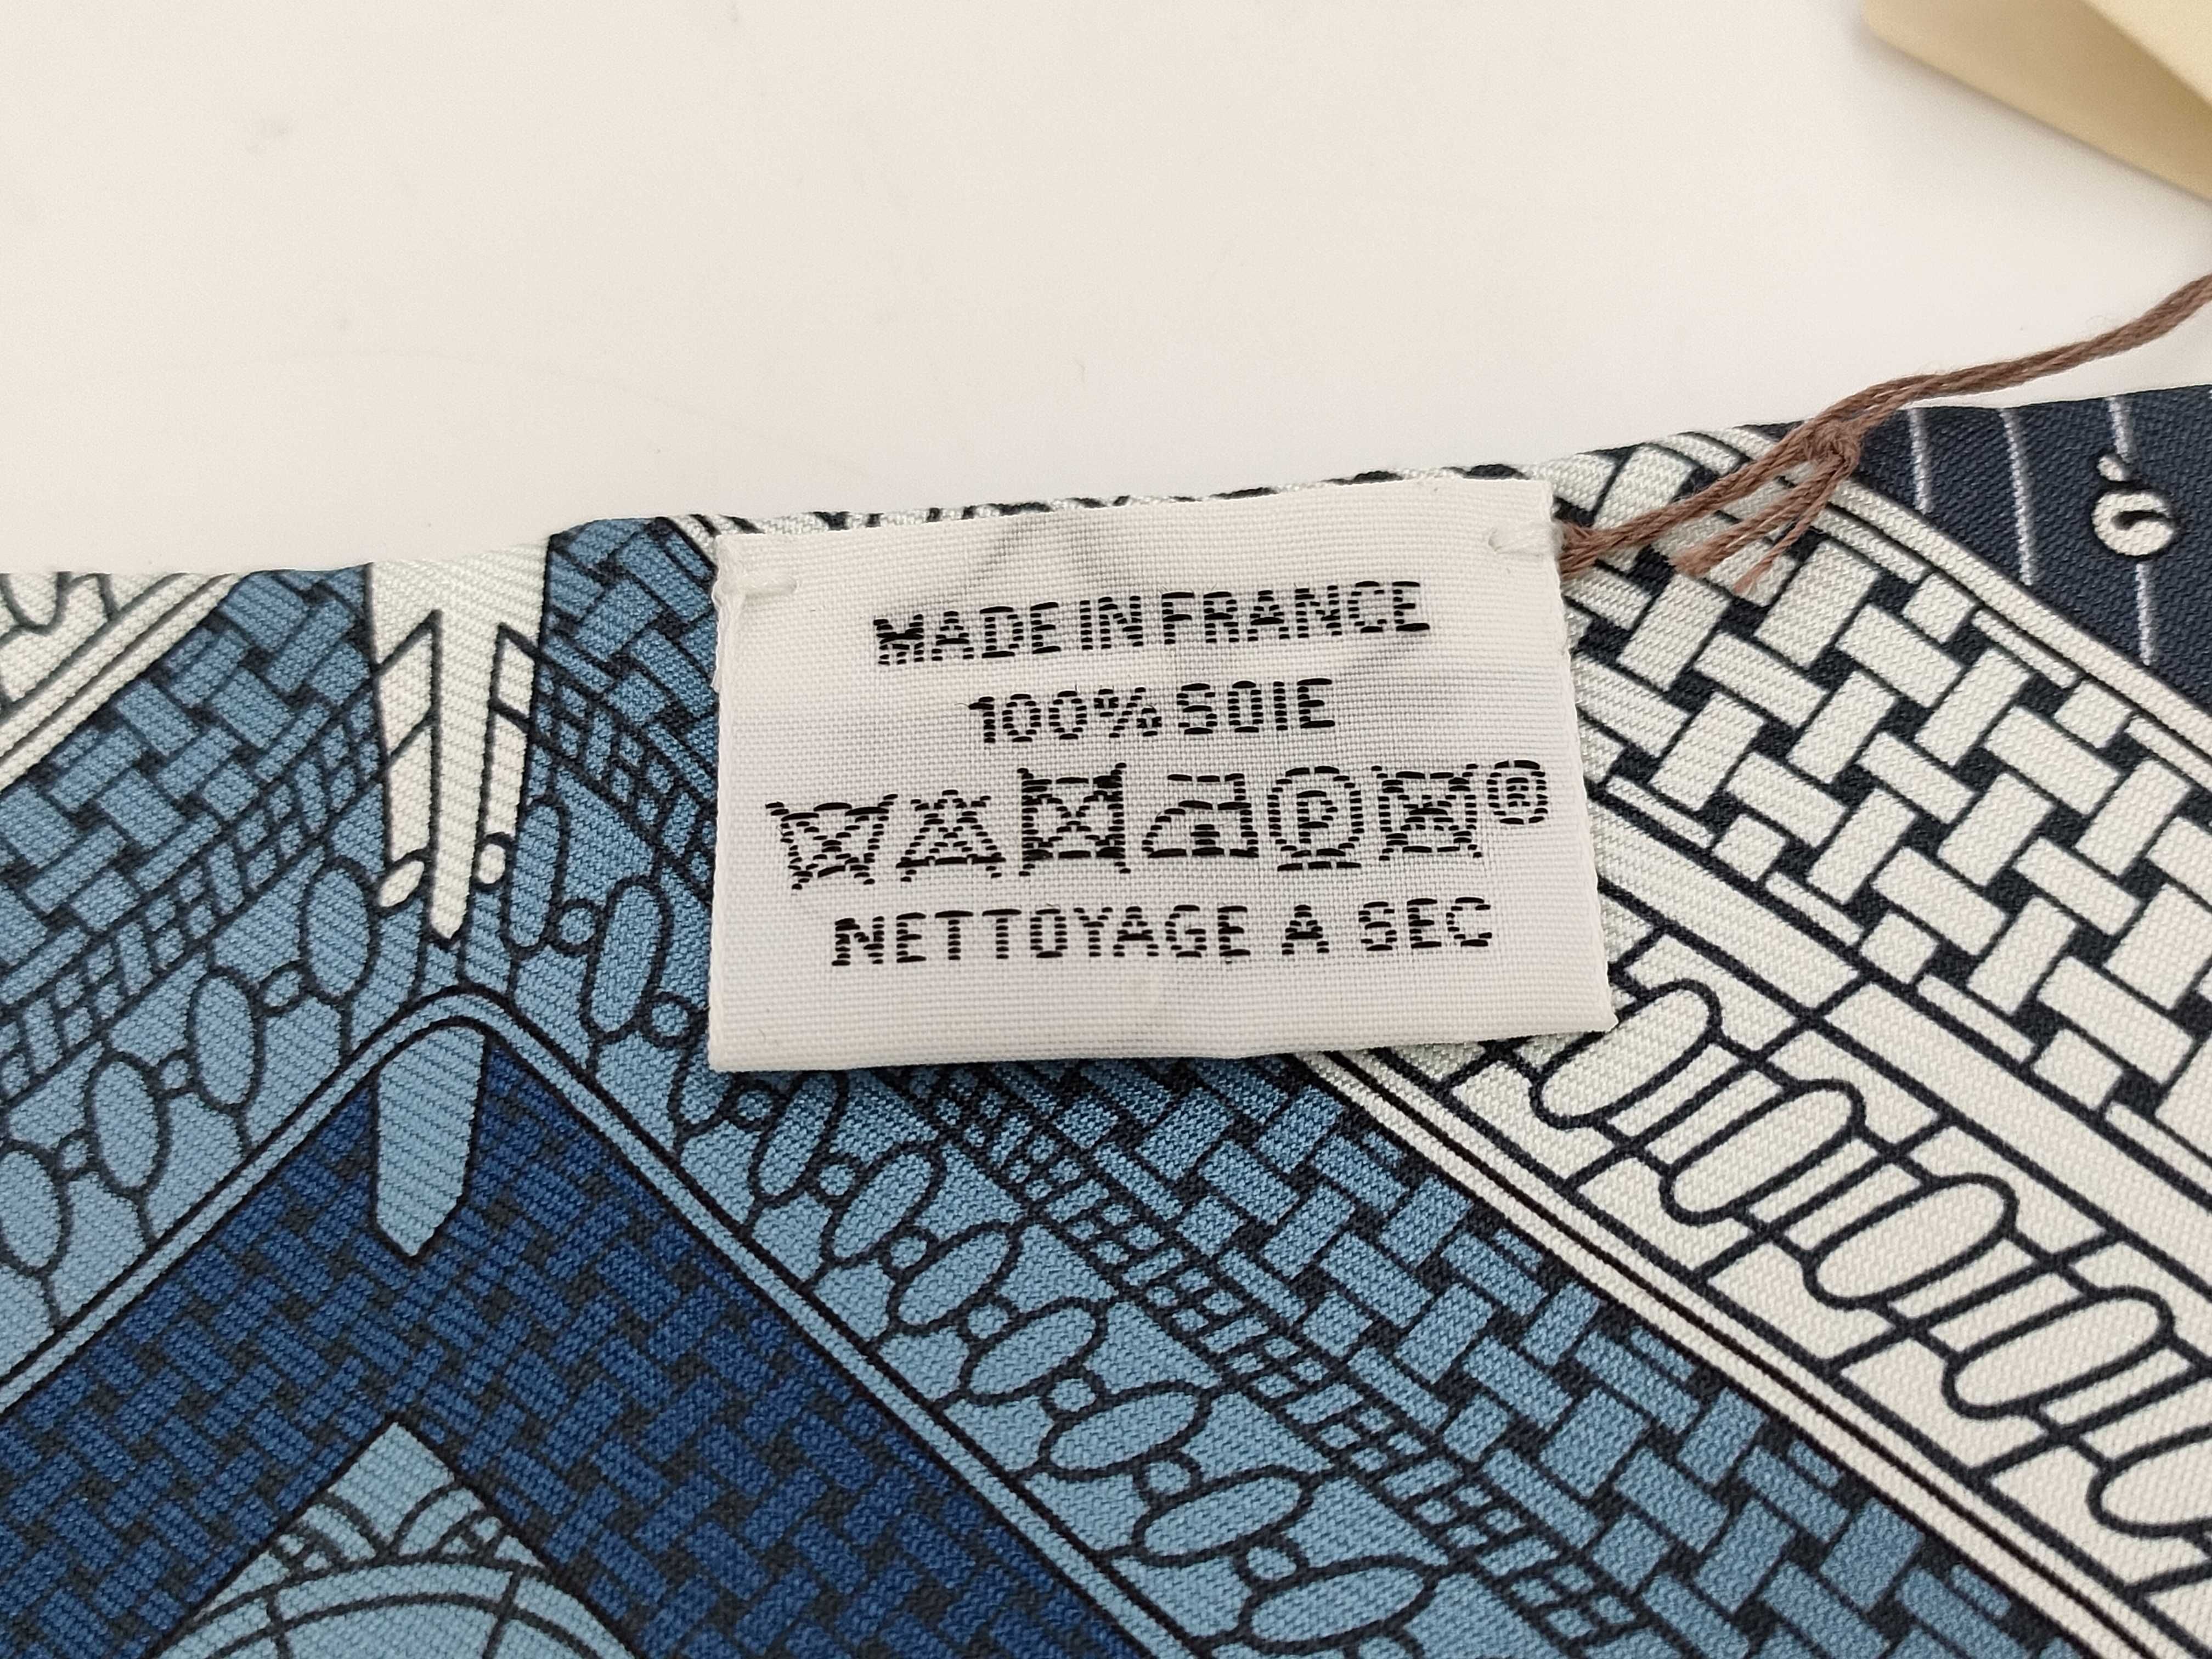 MADE IN FRANCE
100% SOIE
P ®
NETTOYAGE A SEC